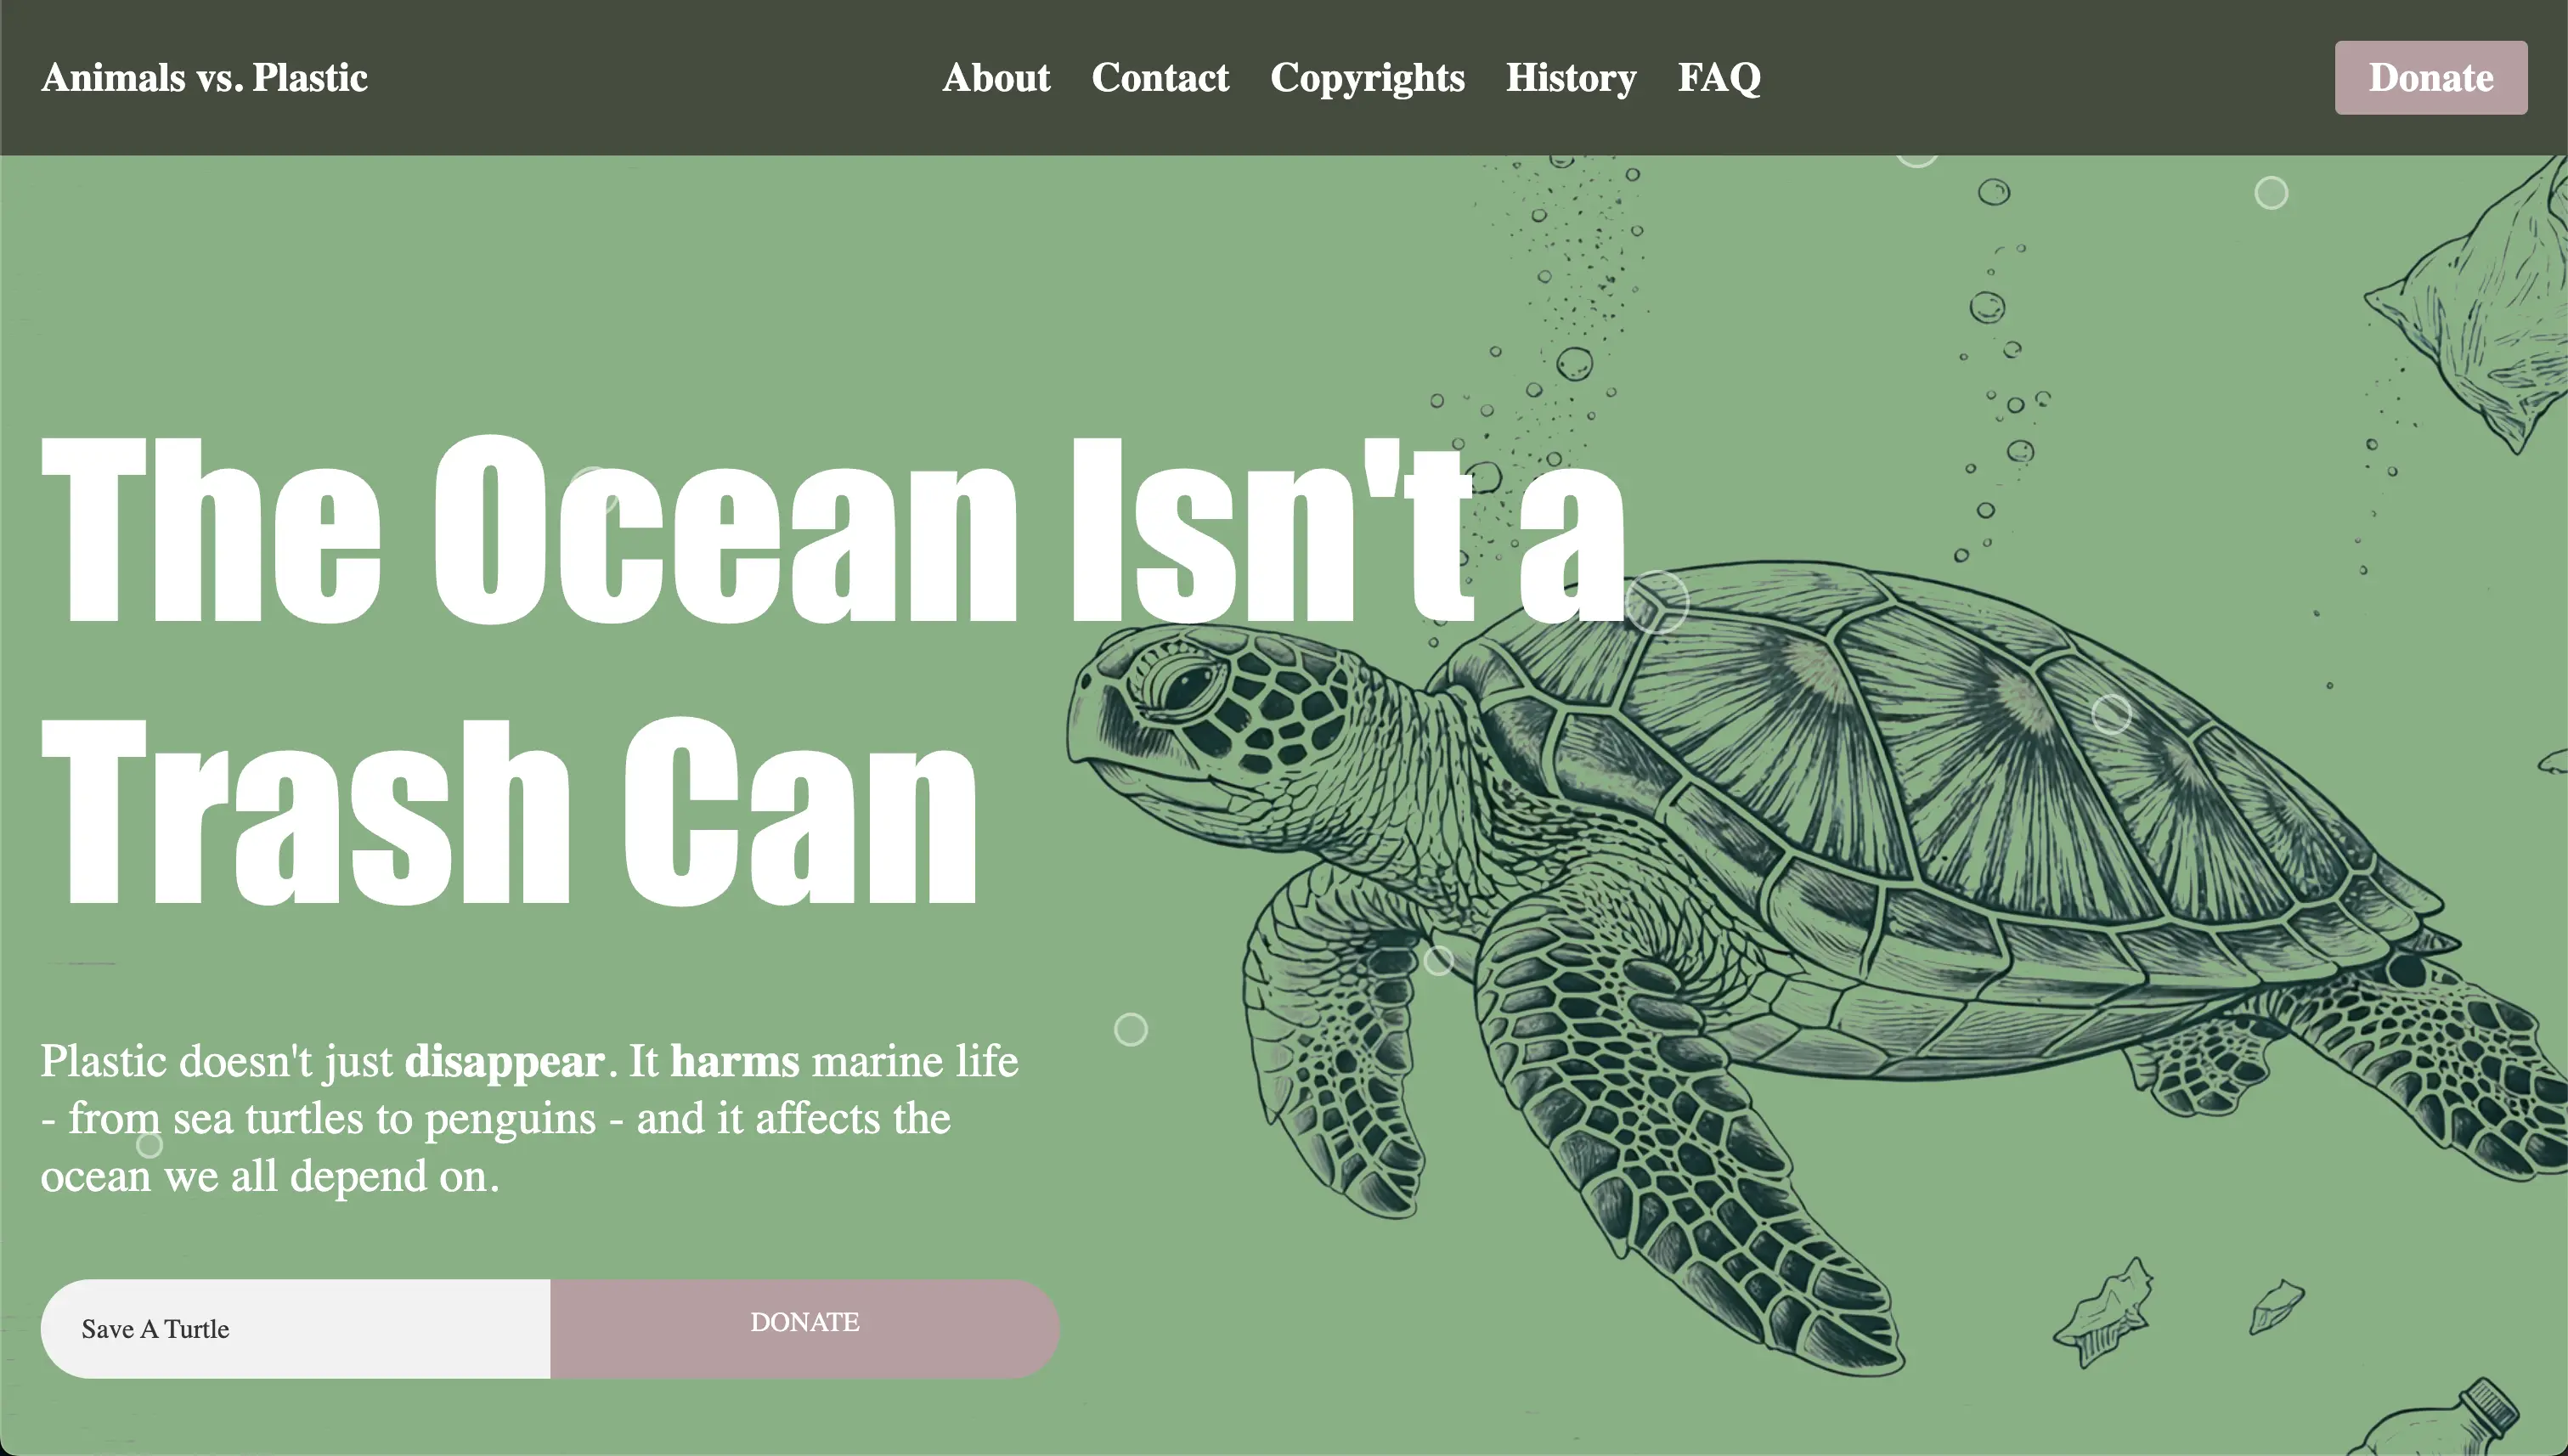 Animals vs. Plastic
About Contact Copyrights History FAQ
Donate
The Ocean Isn't a
Trash Can
Plastic doesn't just disappear. It harms marine life
- from sea turtles to penguins - and it affects the
ocean we all depend on.
Save A Turtle
DONATE